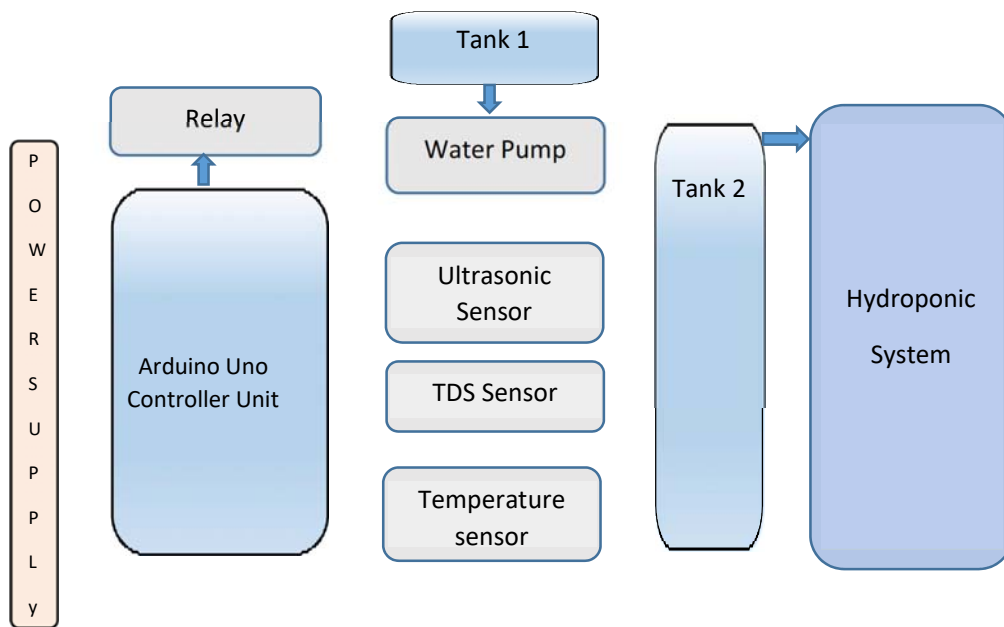 Tank 1
Relay
Water Pump
P
O
W
E
R
S
U
P
P
L
y
Tank 2
Ultrasonic
Sensor
Hydroponic
System
Arduino Uno
Controller Unit
TDS Sensor
Temperature
sensor